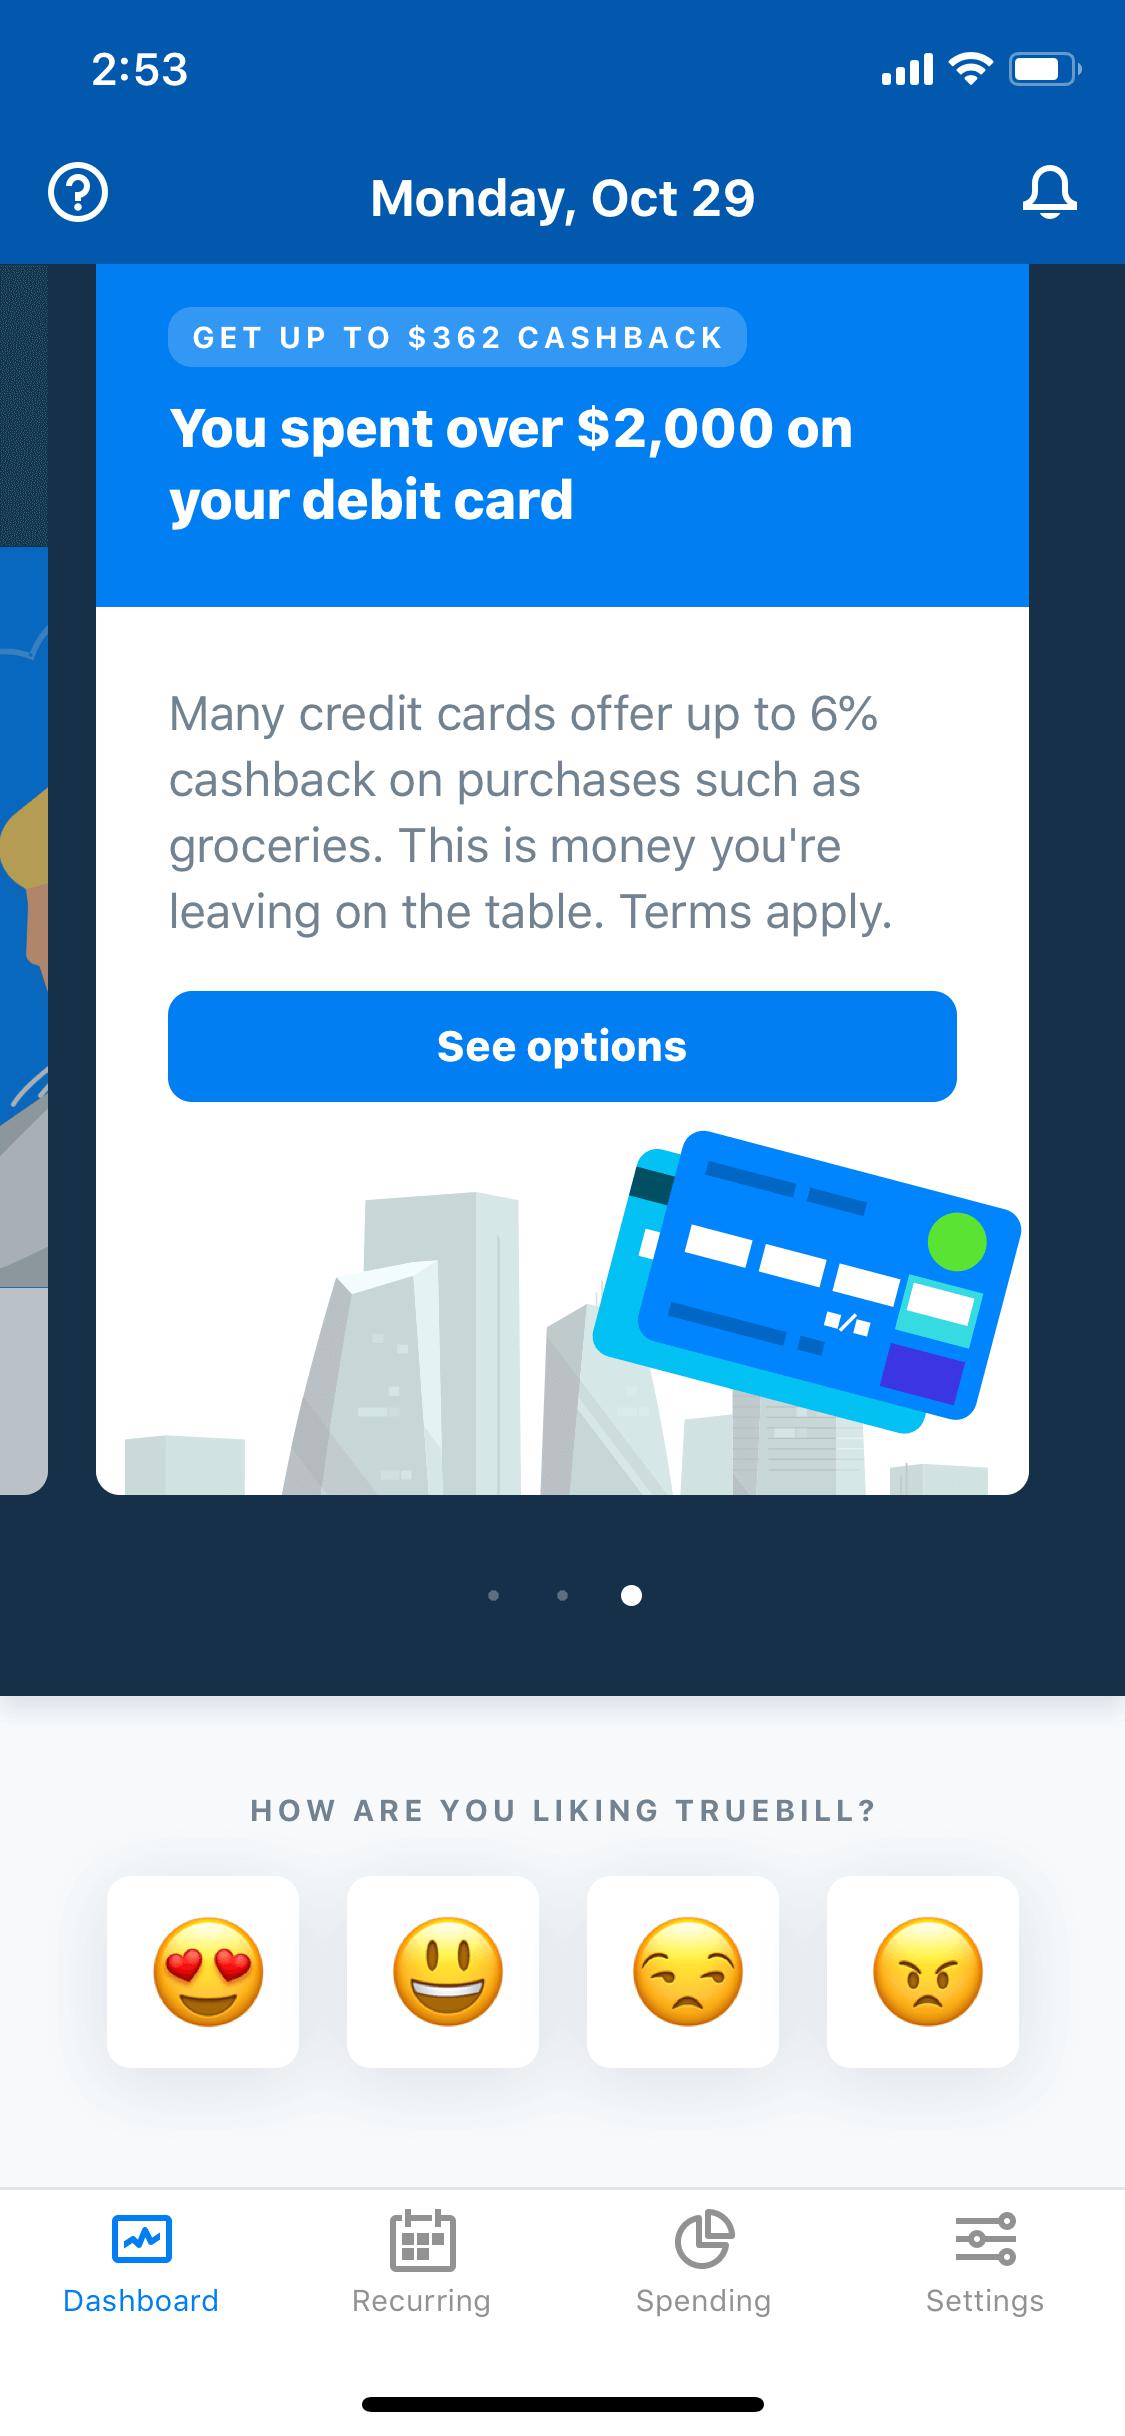 2:53
Monday, Oct 29
GET UP TO $362 CASHBACK
You spent over $2,000 on
your debit card
Many credit cards offer up to 6%
cashback on purchases such as
groceries. This is money you're
leaving on the table. Terms apply.
See options
HOW ARE YOU LIKING TRUEBILL?
Dashboard
Recurring
Spending
Settings